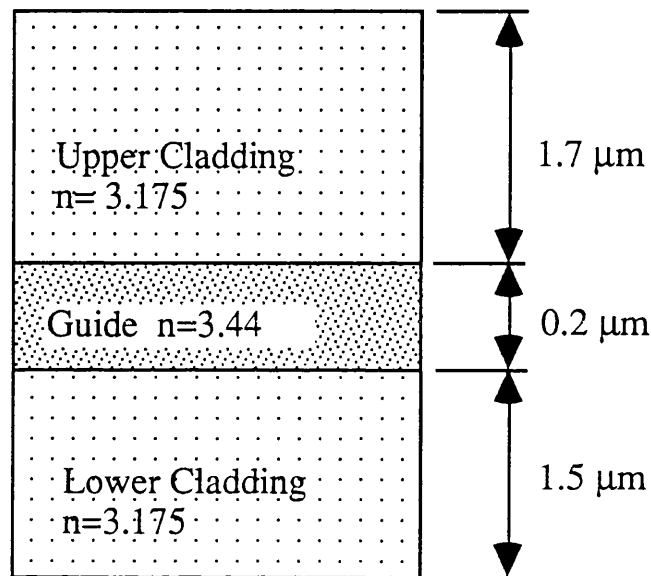 Upper Cladding
n= 3.175
1.7 μm
Guide n=3.44
0.2 μm
Lower Cladding
n=3.175
1.5 μm